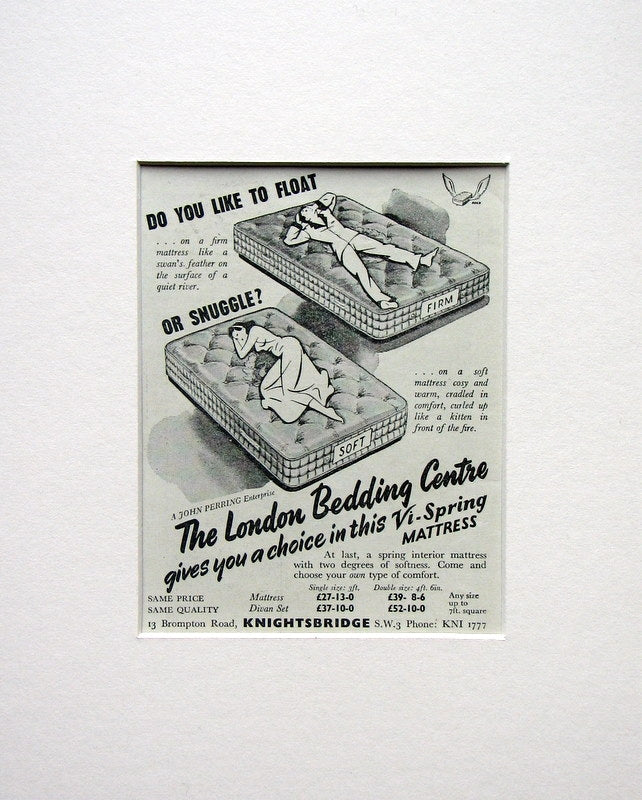 DO YOU LIKE TO FLOAT
. . . on a firm
mattress like a
swan's feather on
the surface of a
quiet river.
FIRM
OR SNUGGLE?
. . . on a soft
mattress cosy and
warm, cradled in
comfort, curled up
like a kitten in
front of the fire.
SOFT
A JOHN PERRING Enterprise
The London Bedding Centre
gives you a choice in this Vi-Spring
MATTRESS
At last, a spring interior mattress
with two degrees of softness. Come and
choose your own type of comfort.
Single size: 3ft. Double size: 4ft. 6in.
SAME PRICE Mattress £27-13-0 £39- 8-6 Any size
SAME QUALITY Divan Set £37-10-0 £52-10-0 up to
7ft. square
13 Brompton Road, KNIGHTSBRIDGE S.W.3 Phone: KNI 1777